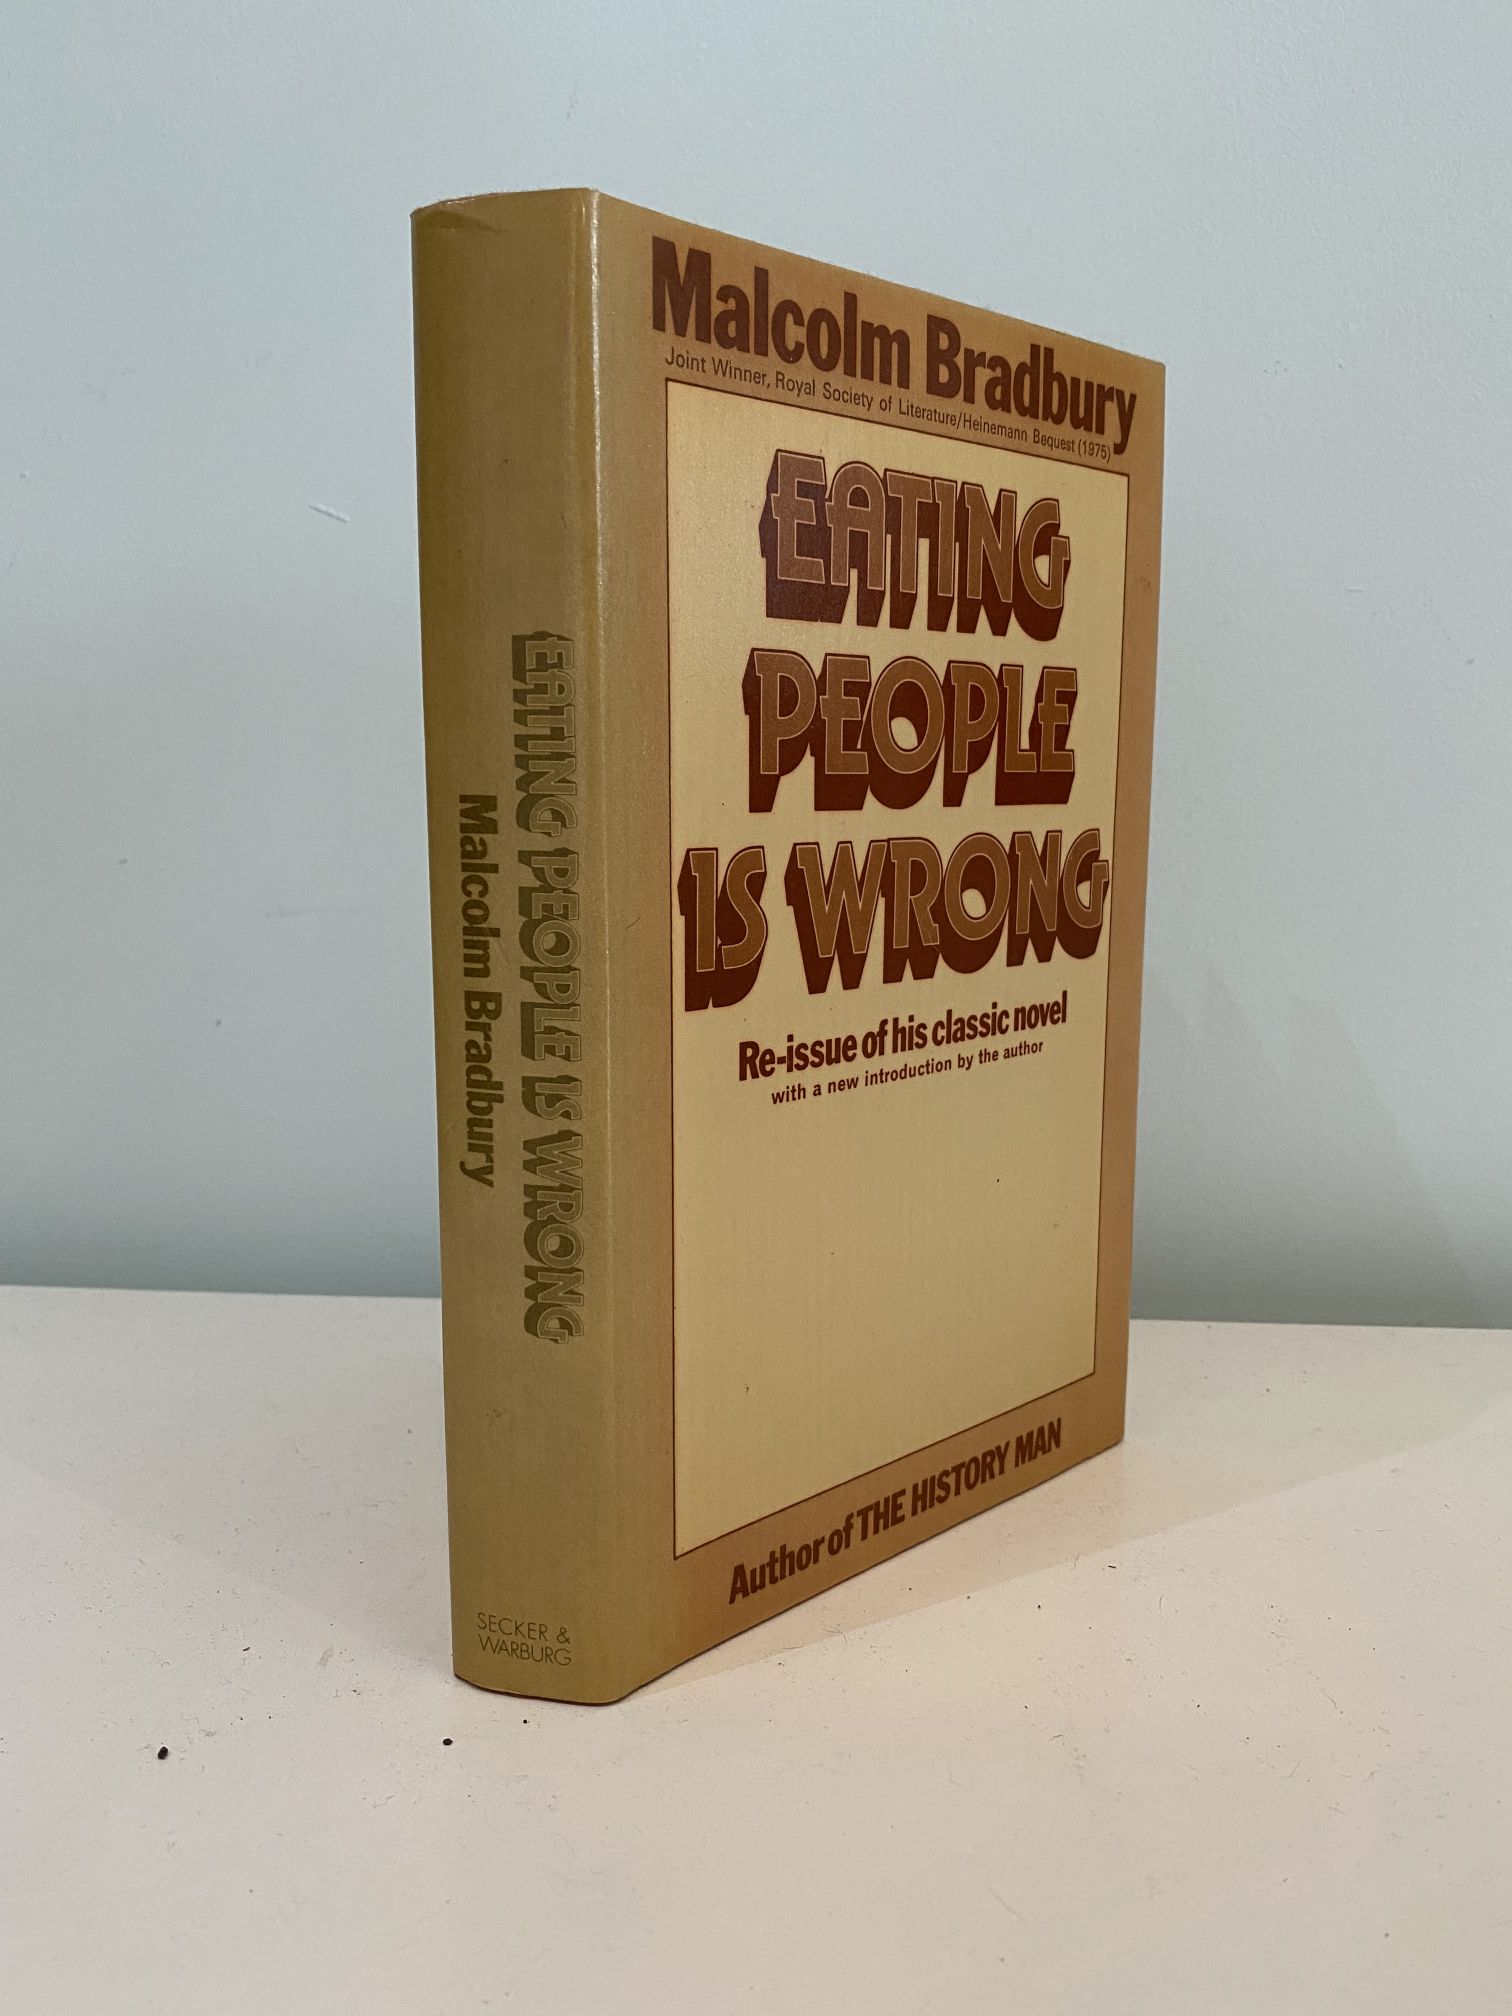 Malcolm Bradbury
Joint Winner, Royal Society of Literature/Heinemann Bequest (1975)
EATING
PEOPLE
IS WRONG
Re-issue of his classic novel
with a new introduction by the author
Author of THE HISTORY MAN
EATING PEOPLE IS WRONG
Malcolm Bradbury
SECKER &
WARBURG